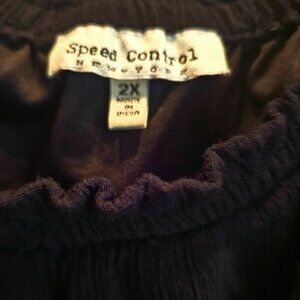 Speed Control
NEW YORK
2X
MADE
IN
INDIA